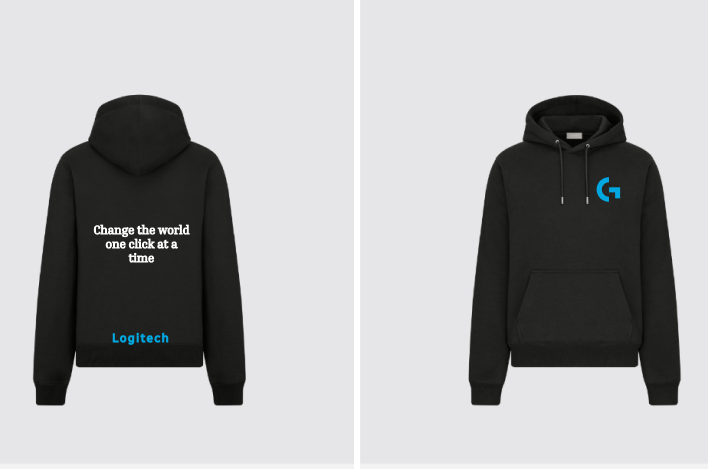 Change the world
one click at a
time
Logitech
G